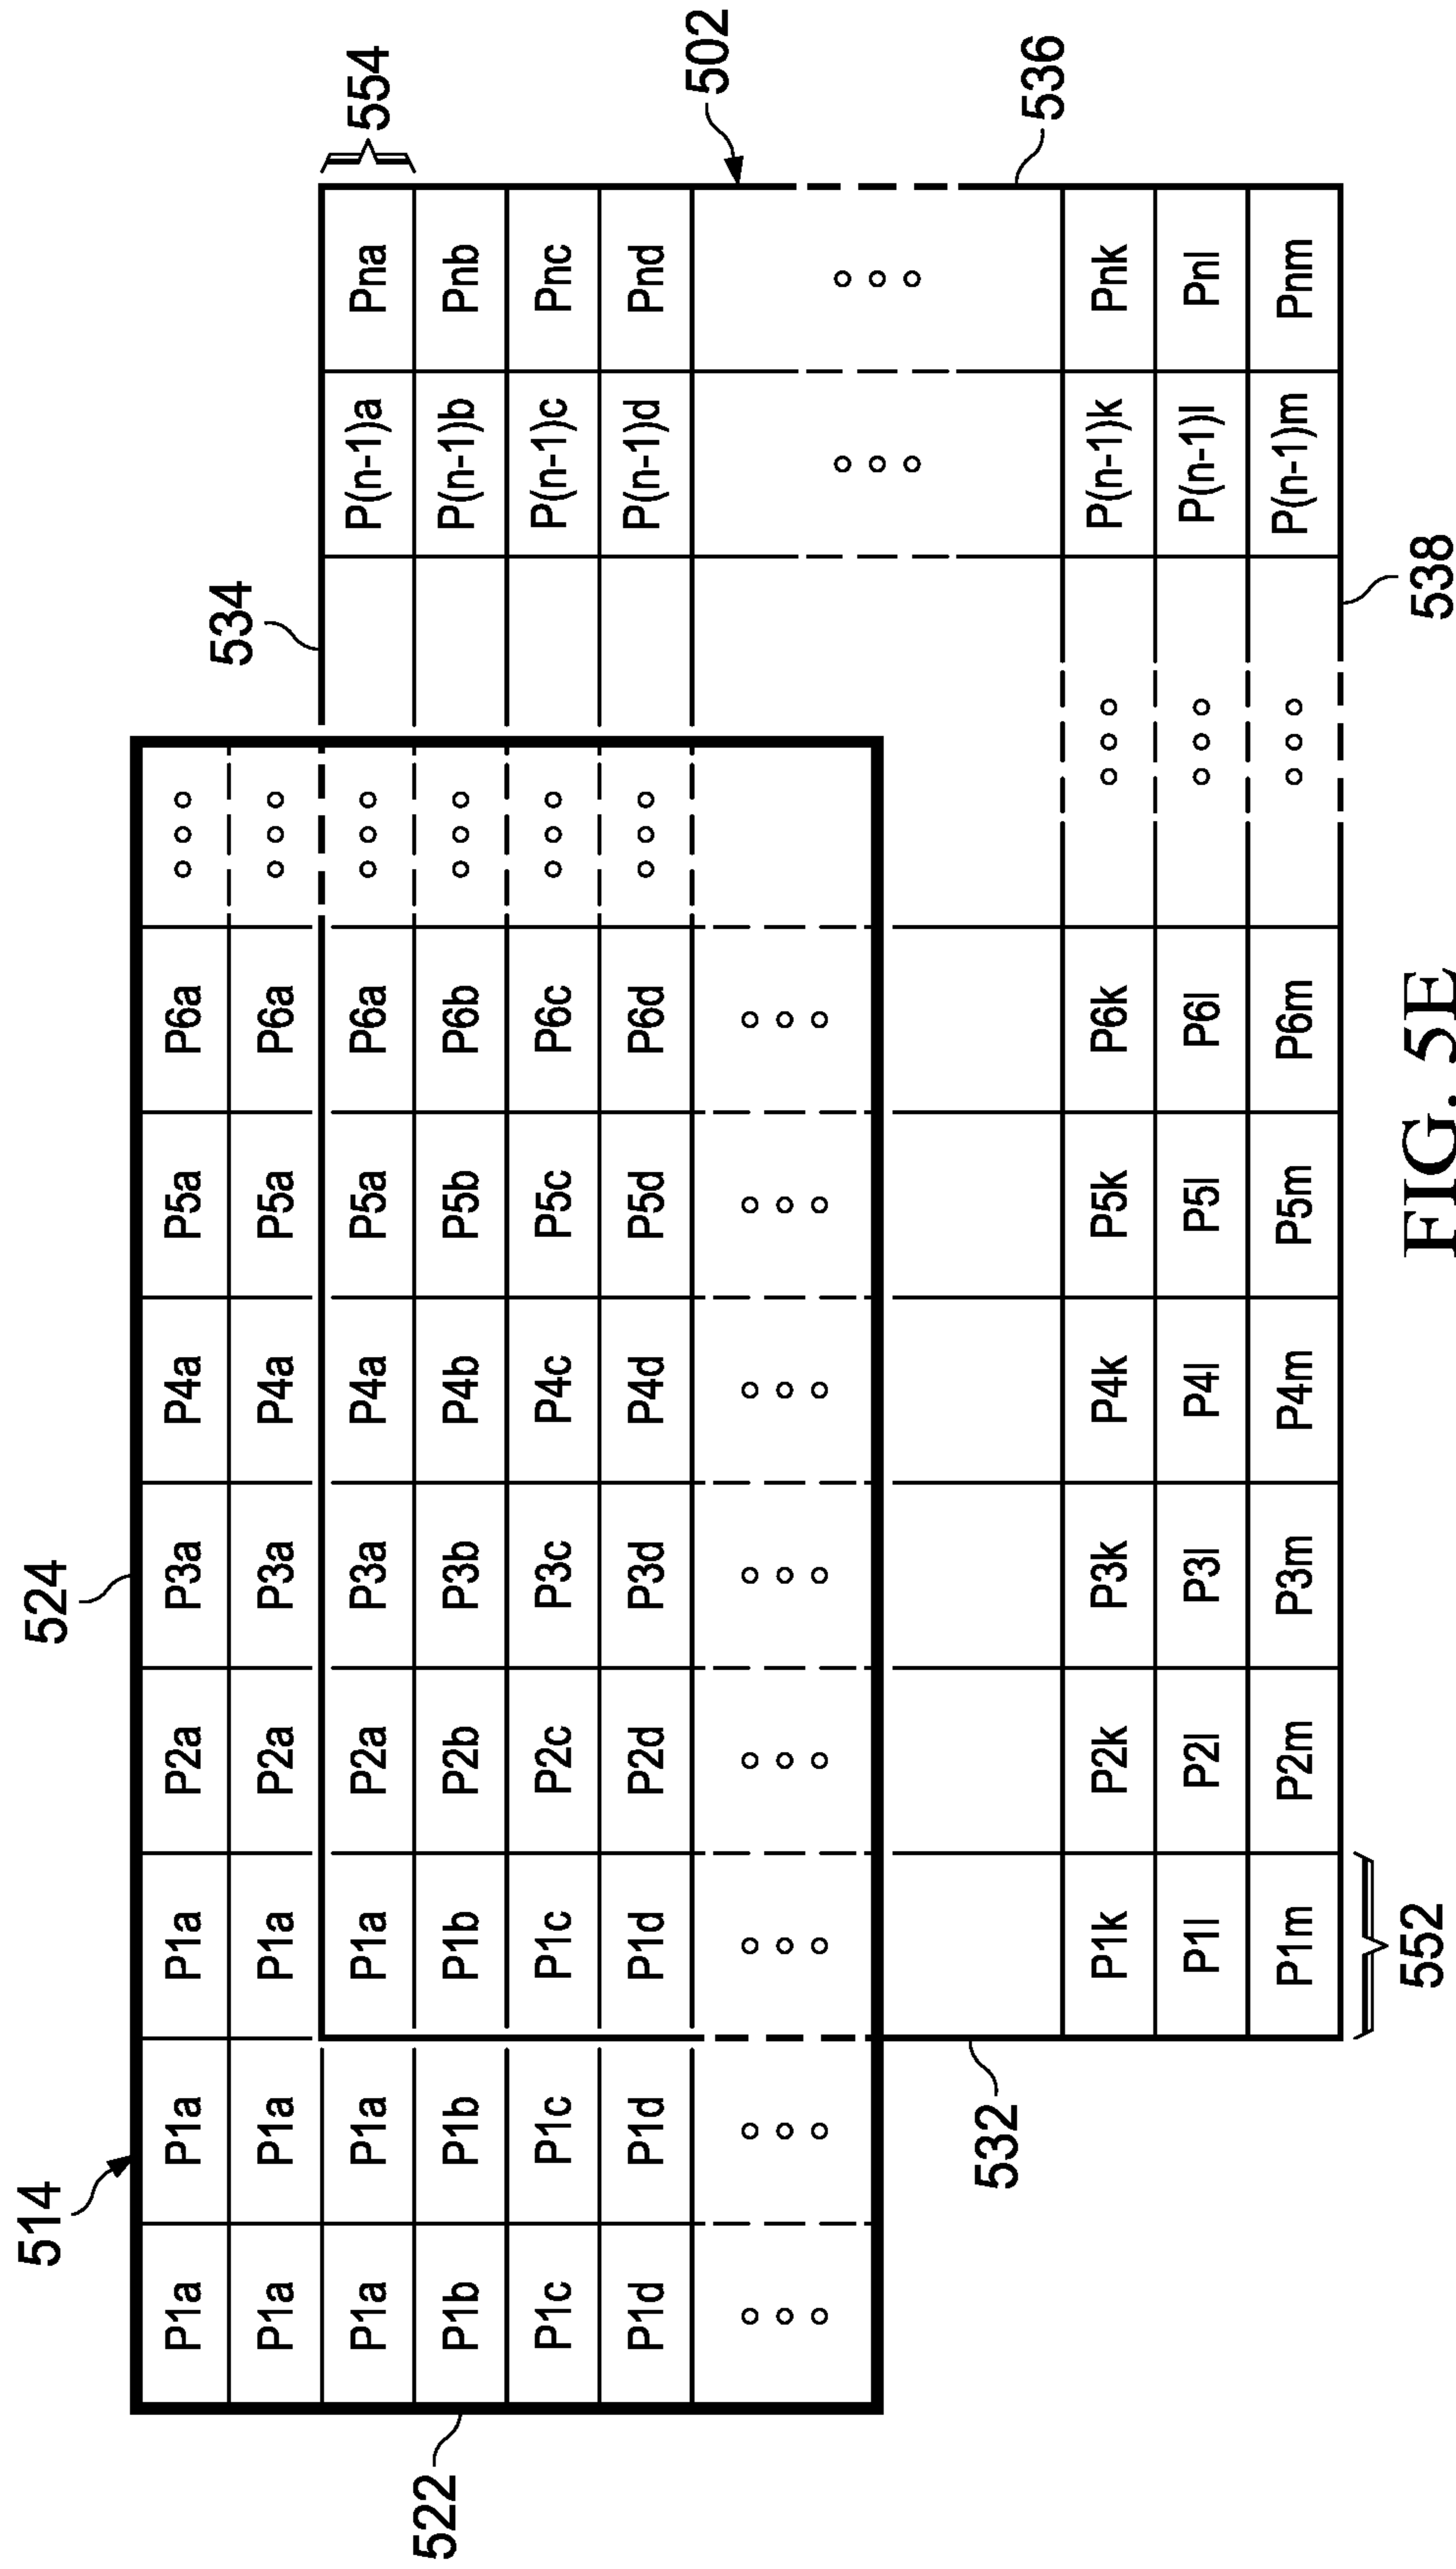 514 524
P1a P1a P1a P2a P3a P4a P5a P6a
534
P1a P1a P1a P2a P3a P4a P5a P6a
P1a P1a P1a P2a P3a P4a P5a P6a P(n-1)a Pna 554
522
P1b P1b P1b P2b P3b P4b P5b P6b P(n-1)b Pnb
P1c P1c P1c P2c P3c P4c P5c P6c P(n-1)c Pnc
P1d P1d P1d P2d P3d P4d P5d P6d P(n-1)d Pnd
502
532 536
P1k P2k P3k P4k P5k P6k P(n-1)k Pnk
P1l P2l P3l P4l P5l P6l P(n-1)l Pnl
P1m P2m P3m P4m P5m P6m P(n-1)m Pnm
552 538
FIG. 5E